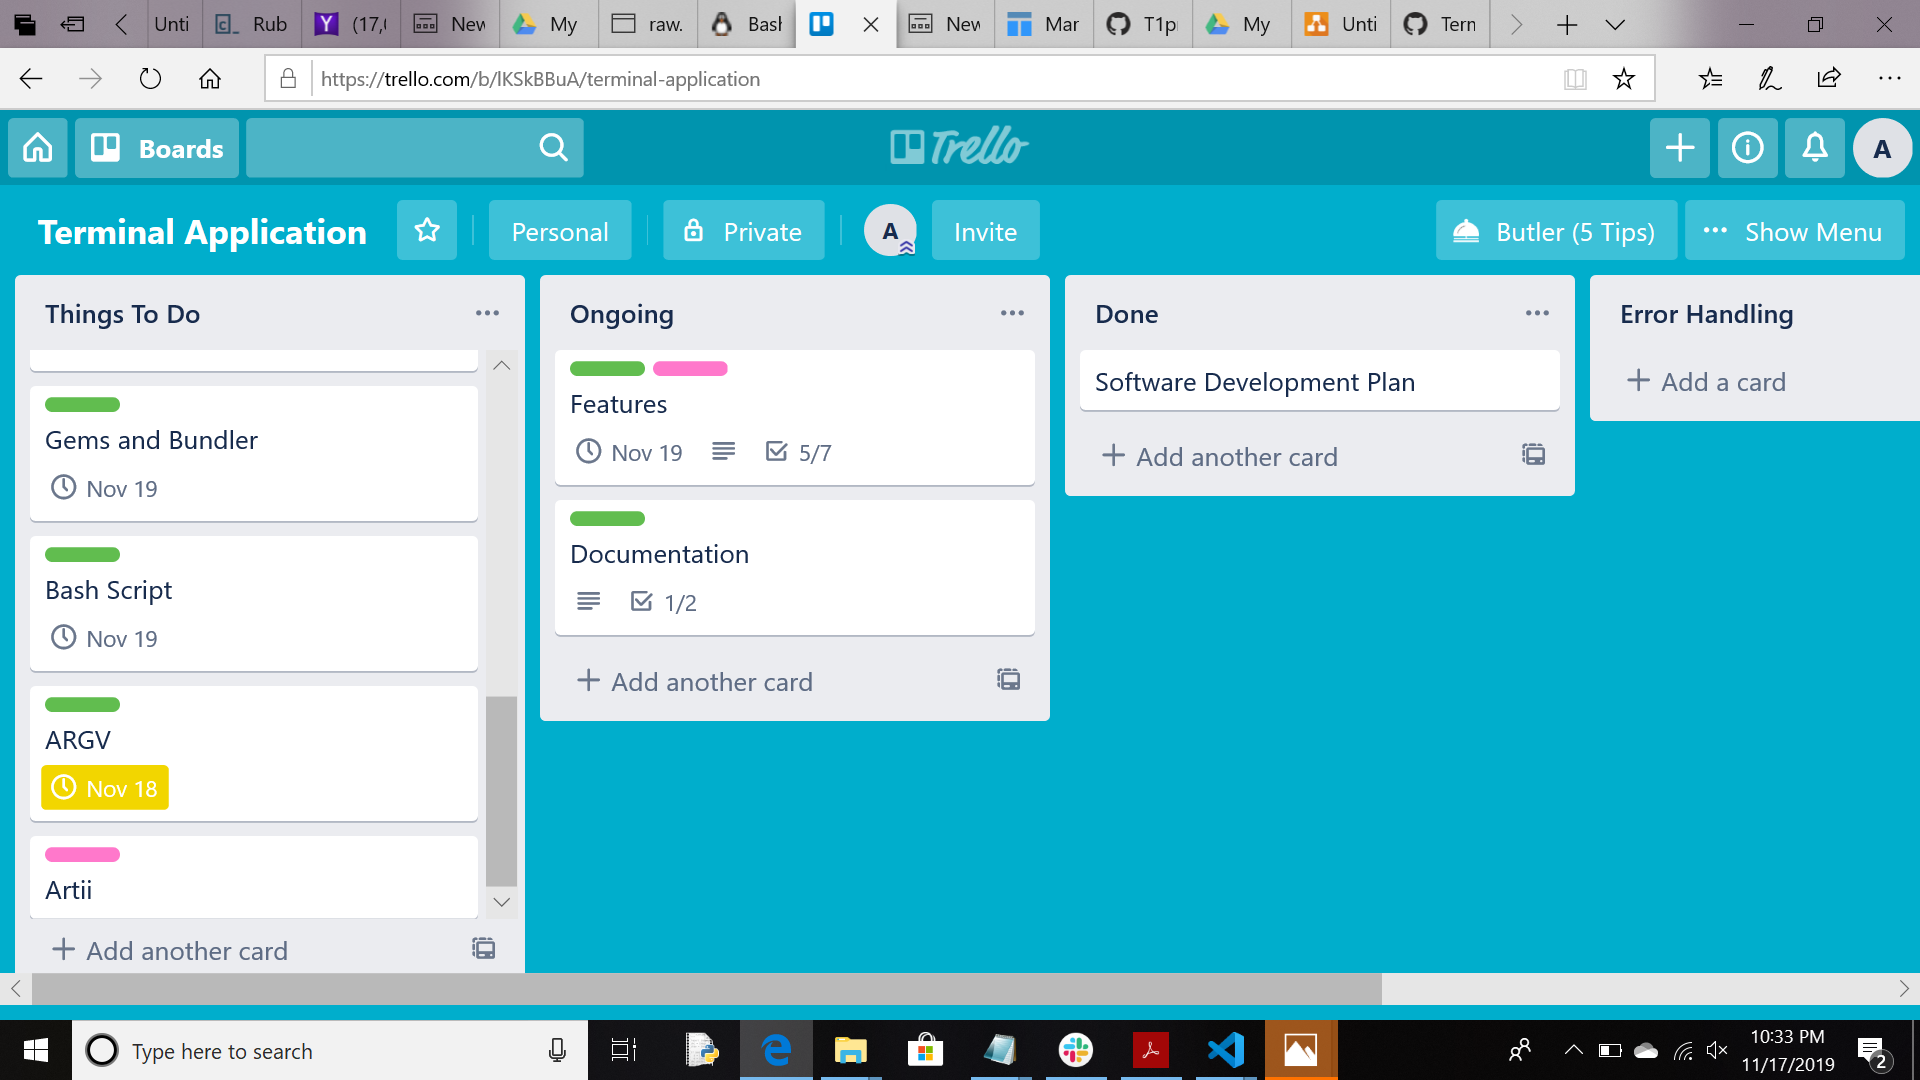 Unti
Rub
(17,
New
My
raw.
Bash
New
Mar
T1p
My
Unti
Tern
https://trello.com/b/lKSkBBuA/terminal-application
Boards
Trello
A
Terminal Application
Personal
Private
A
Invite
Butler (5 Tips)
Show Menu
Things To Do
Gems and Bundler
Nov 19
Bash Script
Nov 19
ARGV
Nov 18
Artii
Add another card
Ongoing
Features
Nov 19
5/7
Documentation
1/2
Add another card
Done
Software Development Plan
Add another card
Error Handling
Add a card
Type here to search
10:33 PM
11/17/2019
2